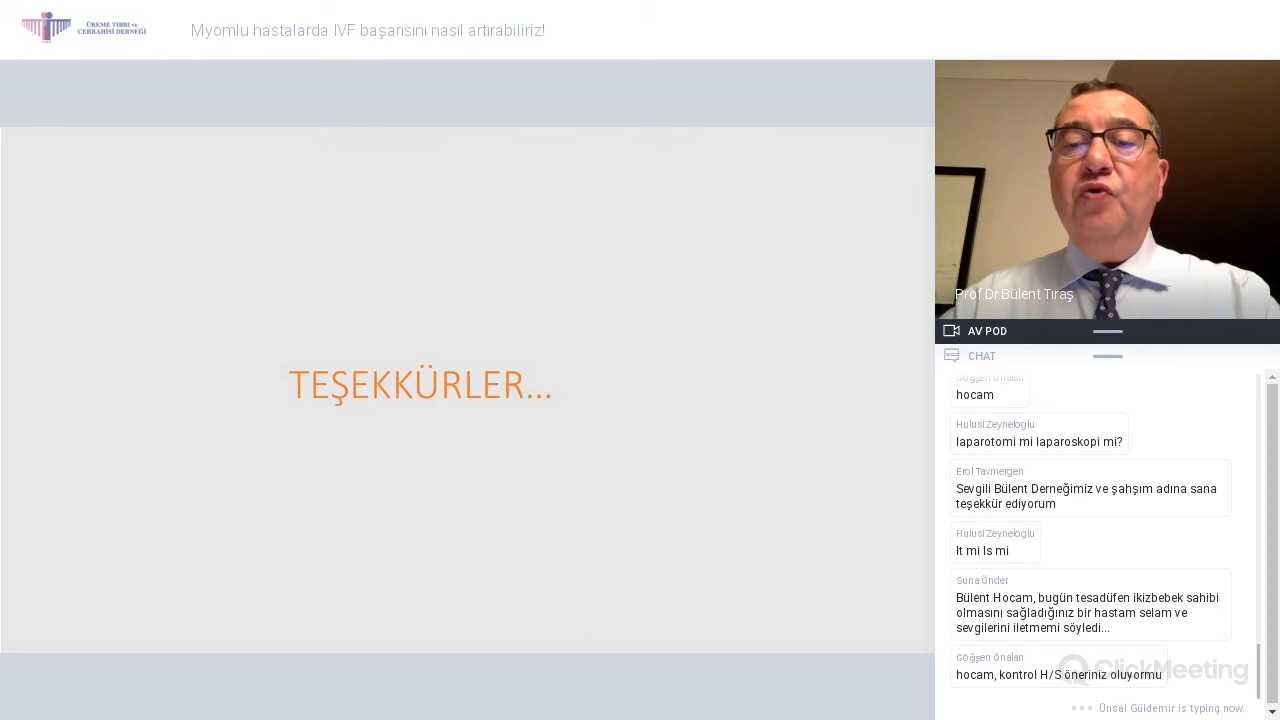 ÜREME TIBBI ve
CERRAHİSİ DERNEĞİ
Myomlu hastalarda IVF başarısını nasıl artırabiliriz!
TEŞEKKÜRLER...
Prof.Dr.Bülent Tıraş
AV POD
CHAT
Göğşen Önalan
hocam
Hulusi Zeyneloglu
laparotomi mi laparoskopi mi?
Erol Tavmergen
Sevgili Bülent Derneğimiz ve şahşım adına sana
teşekkür ediyorum
Hulusi Zeyneloglu
lt mi ls mi
Suna Önder
Bülent Hocam, bugün tesadüfen ikizbebek sahibi
olmasını sağladığınız bir hastam selam ve
sevgilerini iletmemi söyledi...
Göğşen Önalan
hocam, kontrol H/S öneriniz oluyormu
ClickMeeting
Ünsal Güldemir is typing now.